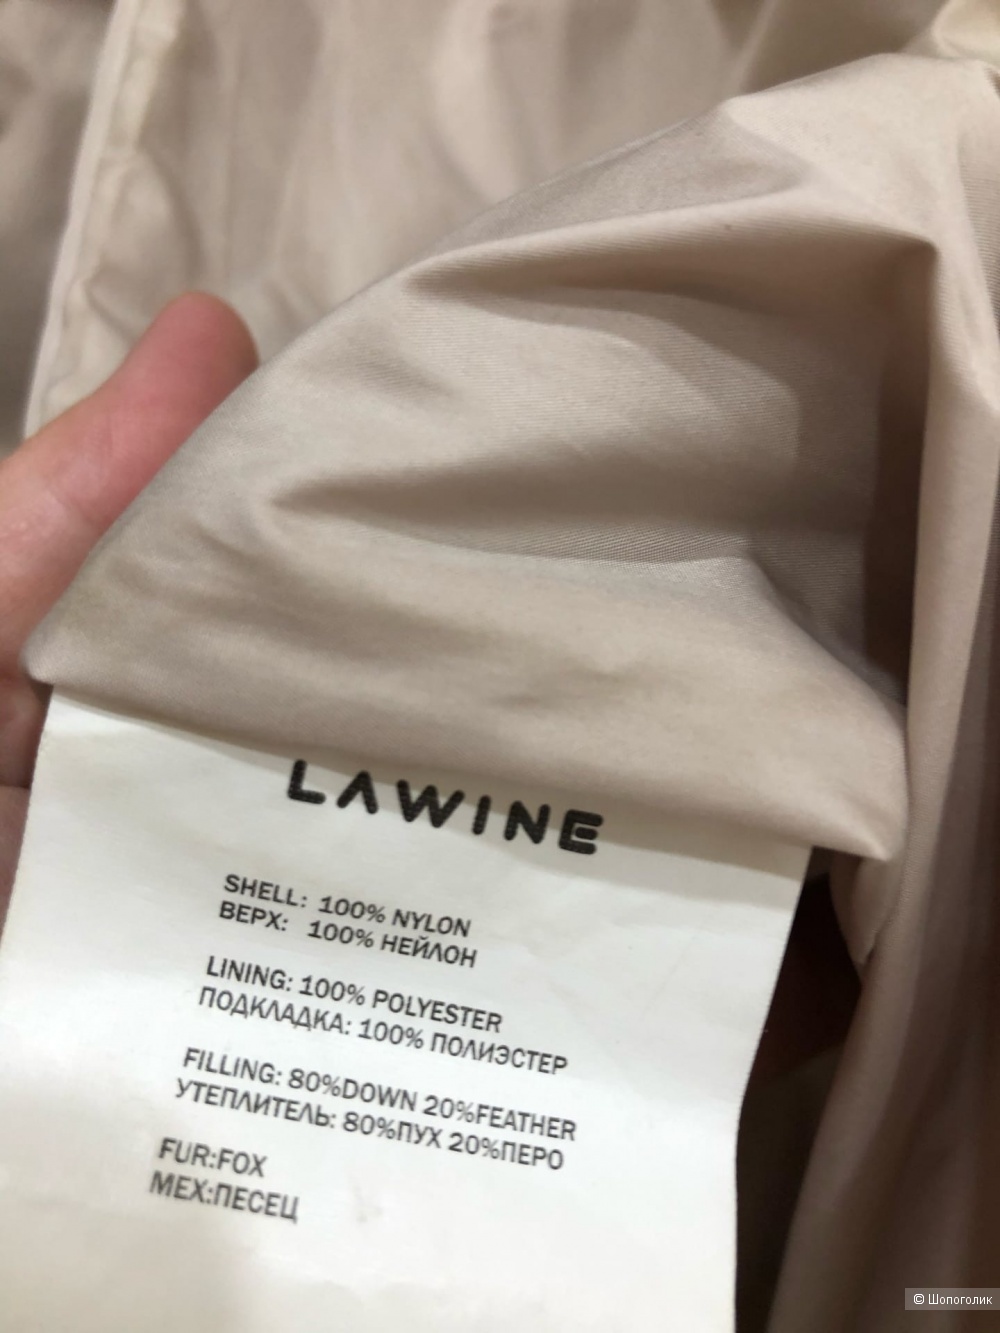 LAWINE
SHELL: 100% NYLON
ВЕРХ: 100% НЕЙЛОН
LINING: 100% POLYESTER
ПОДКЛАДКА: 100% ПОЛИЭСТЕР
FILLING: 80%DOWN 20%FEATHER
УТЕПЛИТЕЛЬ: 80%ПУХ 20%ПЕРО
FUR:FOX
МЕХ:ПЕСЕЦ
© Шопоголик